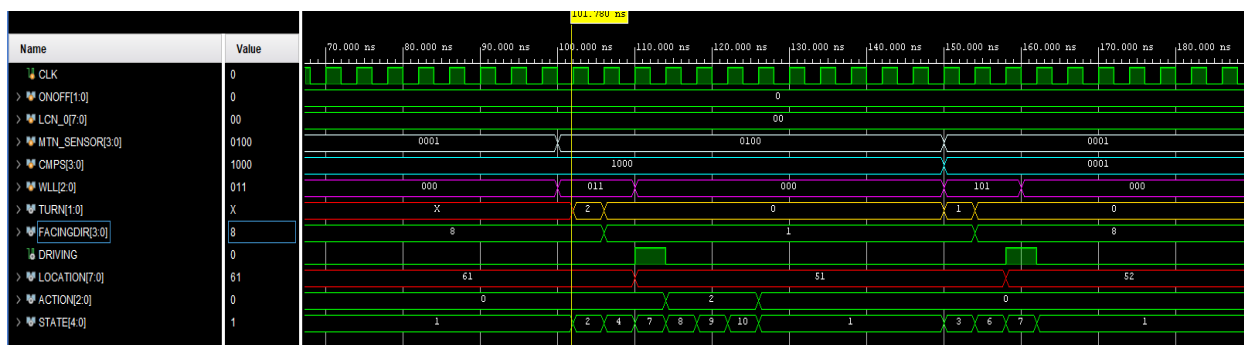 101.780 ns
Name Value 70.000 ns 80.000 ns 90.000 ns 100.000 ns 110.000 ns 120.000 ns 130.000 ns 140.000 ns 150.000 ns 160.000 ns 170.000 ns 180.000 ns
CLK 0
ONOFF[1:0] 0 0
LCN_0[7:0] 00 00
MTN_SENSOR[3:0] 0100 0001 0100 0001
CMPS[3:0] 1000 1000 0001
WLL[2:0] 011 000 011 000 101 000
TURN[1:0] X X 2 0 1 0
FACINGDIR[3:0] 8 8 1 8
DRIVING 0
LOCATION[7:0] 61 61 51 52
ACTION[2:0] 0 0 2 0
STATE[4:0] 1 1 2 4 7 8 9 10 1 3 6 7 1